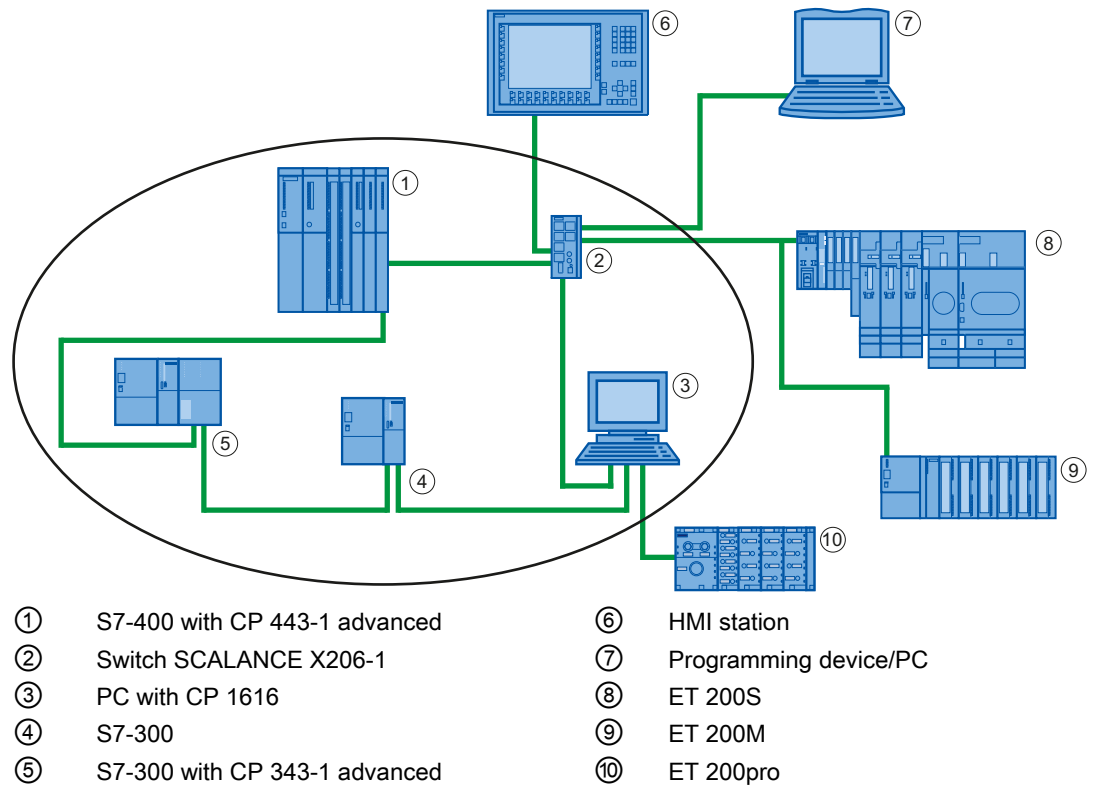 ⑥
⑦
①
②
⑧
③
⑤
④
⑨
⑩
① S7-400 with CP 443-1 advanced
② Switch SCALANCE X206-1
③ PC with CP 1616
④ S7-300
⑤ S7-300 with CP 343-1 advanced
⑥ HMI station
⑦ Programming device/PC
⑧ ET 200S
⑨ ET 200M
⑩ ET 200pro